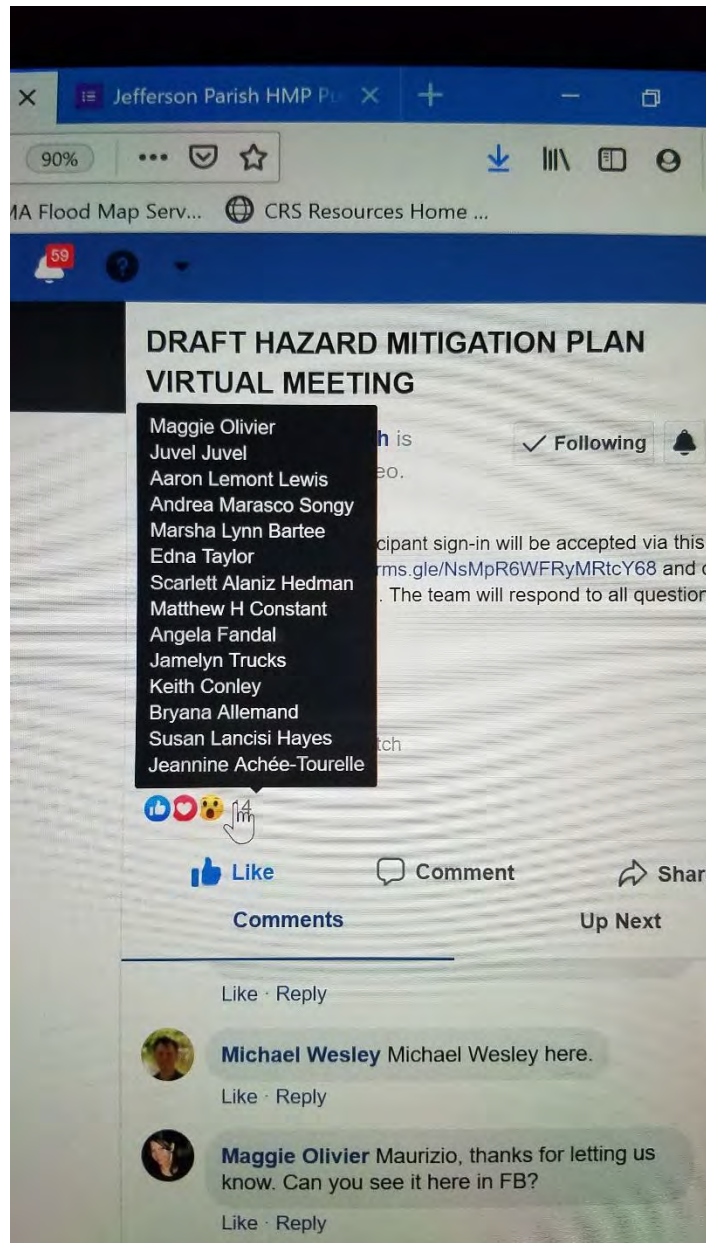 Jefferson Parish HMP Pu
90%
MA Flood Map Serv... CRS Resources Home ...
59
?
DRAFT HAZARD MITIGATION PLAN
VIRTUAL MEETING
Maggie Olivier
Juvel Juvel
Aaron Lemont Lewis
Andrea Marasco Songy
Marsha Lynn Bartee
Edna Taylor
Scarlett Alaniz Hedman
Matthew H Constant
Angela Fandal
Jamelyn Trucks
Keith Conley
Bryana Allemand
Susan Lancisi Hayes
Jeannine Achée-Tourelle
h is
eo.
Following
cipant sign-in will be accepted via this
rms.gle/NsMpR6WFRyMRtcY68 and
. The team will respond to all question
tch
14
Like Comment Shar
Comments Up Next
Like · Reply
Michael Wesley Michael Wesley here.
Like · Reply
Maggie Olivier Maurizio, thanks for letting us
know. Can you see it here in FB?
Like · Reply